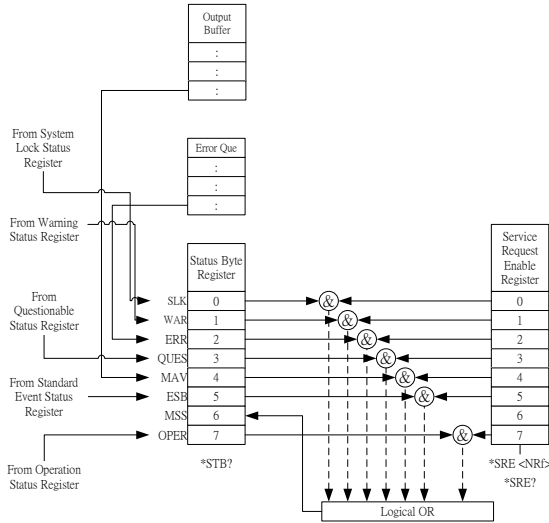 Output
Buffer
:
:
:
From System
Lock Status
Register
Error Que
:
:
:
From Warning
Status Register
Status Byte
Register
Service
Request
Enable
Register
SLK 0 & 0
WAR 1 & 1
From
Questionable
Status Register
ERR 2 & 2
QUES 3 & 3
MAV 4 & 4
From Standard
Event Status
Register
ESB 5 & 5
MSS 6 6
OPER 7 & 7
From Operation
Status Register
*STB?
*SRE <NRf>
*SRE?
Logical OR